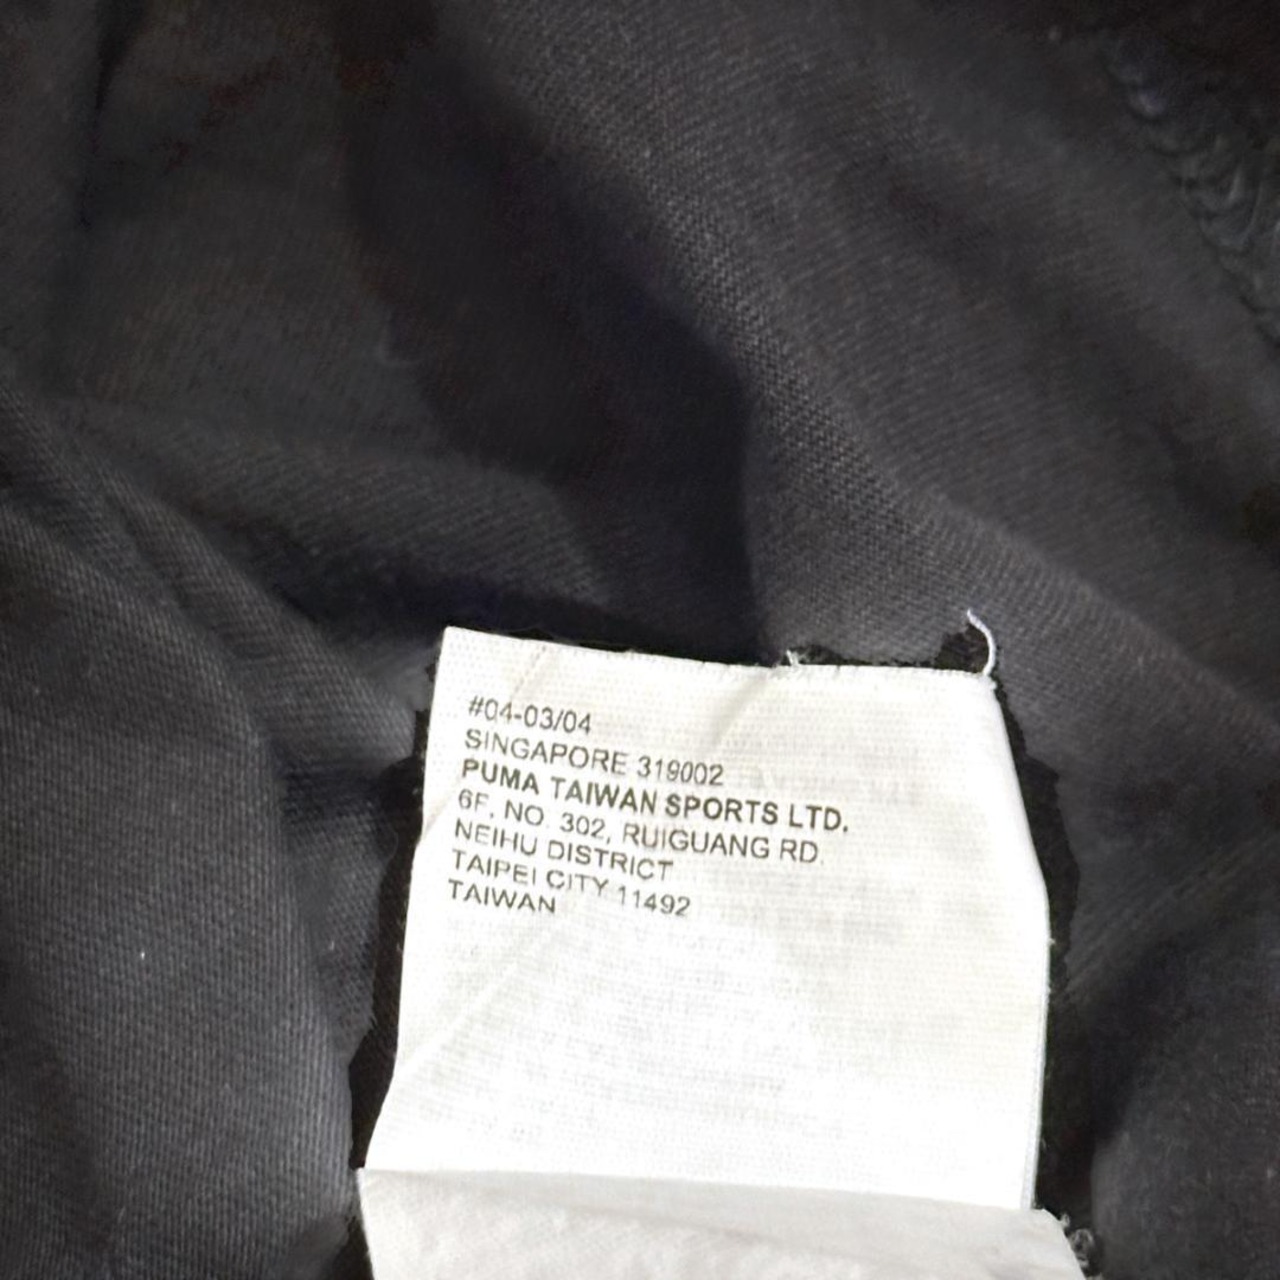 #04-03/04
SINGAPORE 319002
PUMA TAIWAN SPORTS LTD.
6F, NO. 302, RUIGUANG RD.
NEIHU DISTRICT
TAIPEI CITY 11492
TAIWAN